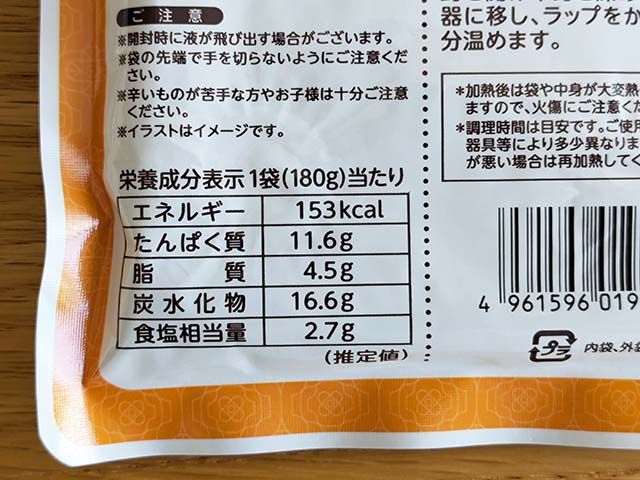 ご注意
※開封時に液が飛び出す場合がございます。
※袋の先端で手を切らないようにご注意くだ
さい。
※辛いものが苦手な方やお子様は十分ご注意
ください。
※イラストはイメージです。
栄養成分表示 1袋(180g)当たり
エネルギー 153kcal
たんぱく質 11.6g
脂質 4.5g
炭水化物 16.6g
食塩相当量 2.7g
(推定値)
器に移し、ラップをか
分温めます。
*加熱後は袋や中身が大変熱
ますので、火傷にご注意くだ
*調理時間は目安です。ご使用
器具等により多少異なりま
が悪い場合は再加熱してく
4 961596 019
プラ
内袋、外